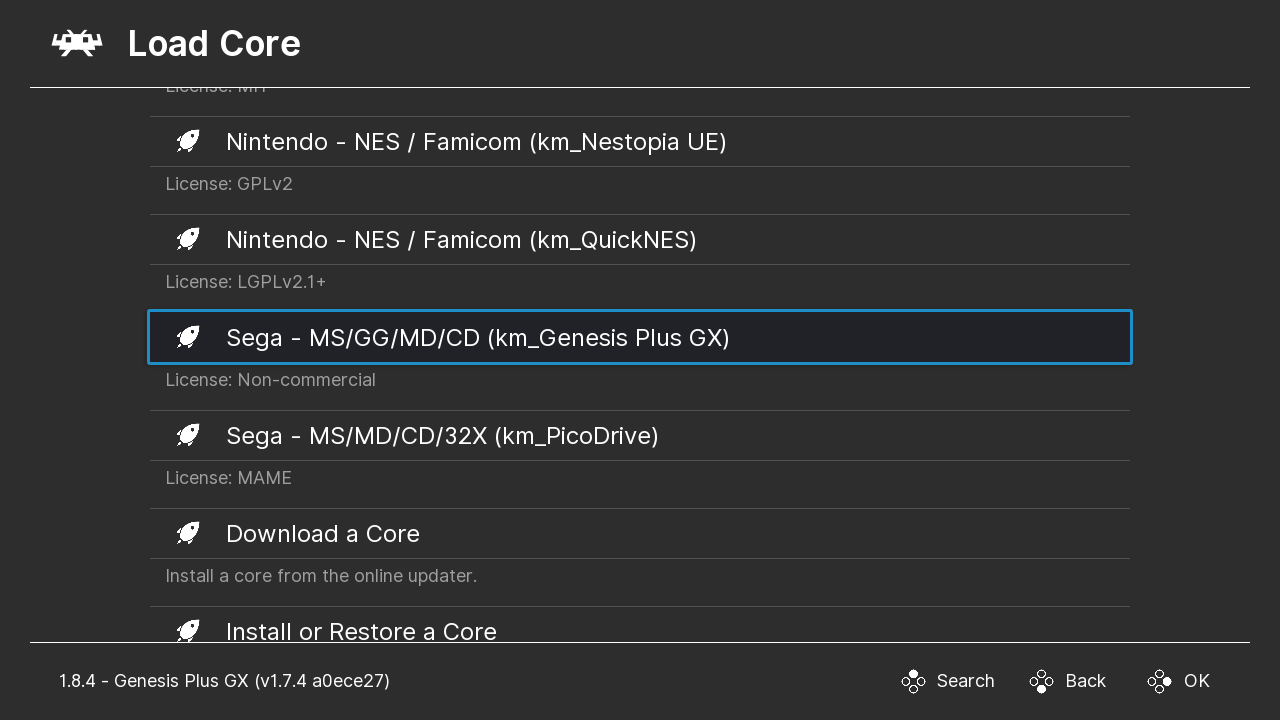 Load Core
License: MIT
Nintendo - NES / Famicom (km_Nestopia UE)
License: GPLv2
Nintendo - NES / Famicom (km_QuickNES)
License: LGPLv2.1+
Sega - MS/GG/MD/CD (km_Genesis Plus GX)
License: Non-commercial
Sega - MS/MD/CD/32X (km_PicoDrive)
License: MAME
Download a Core
Install a core from the online updater.
Install or Restore a Core
1.8.4 - Genesis Plus GX (v1.7.4 a0ece27)
Search
Back
OK